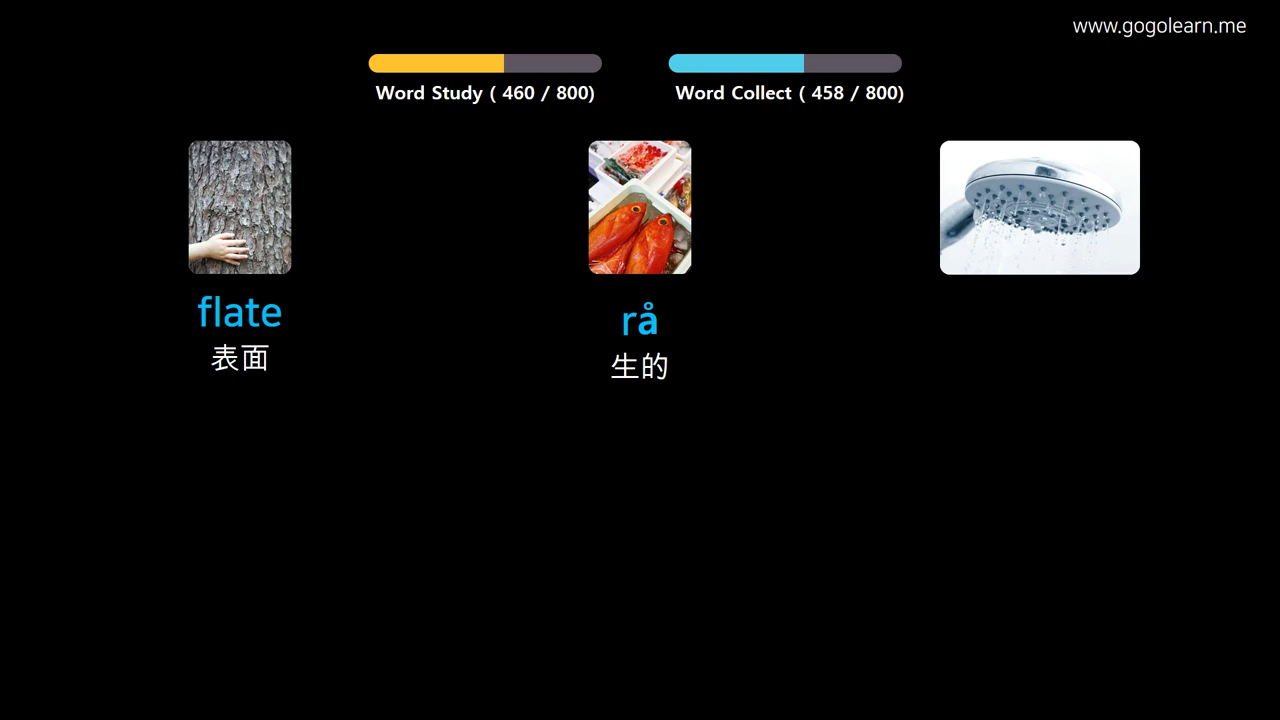 www.gogolearn.me
Word Study ( 460 / 800)
Word Collect ( 458 / 800)
flate
表面
rå
生的